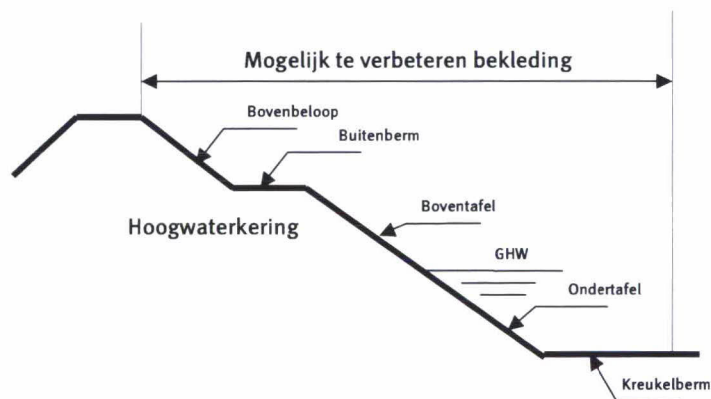 Mogelijk te verbeteren bekleding
Bovenbeloop
Buitenberm
Boventafel
Hoogwaterkering
GHW
Ondertafel
Kreukelberm